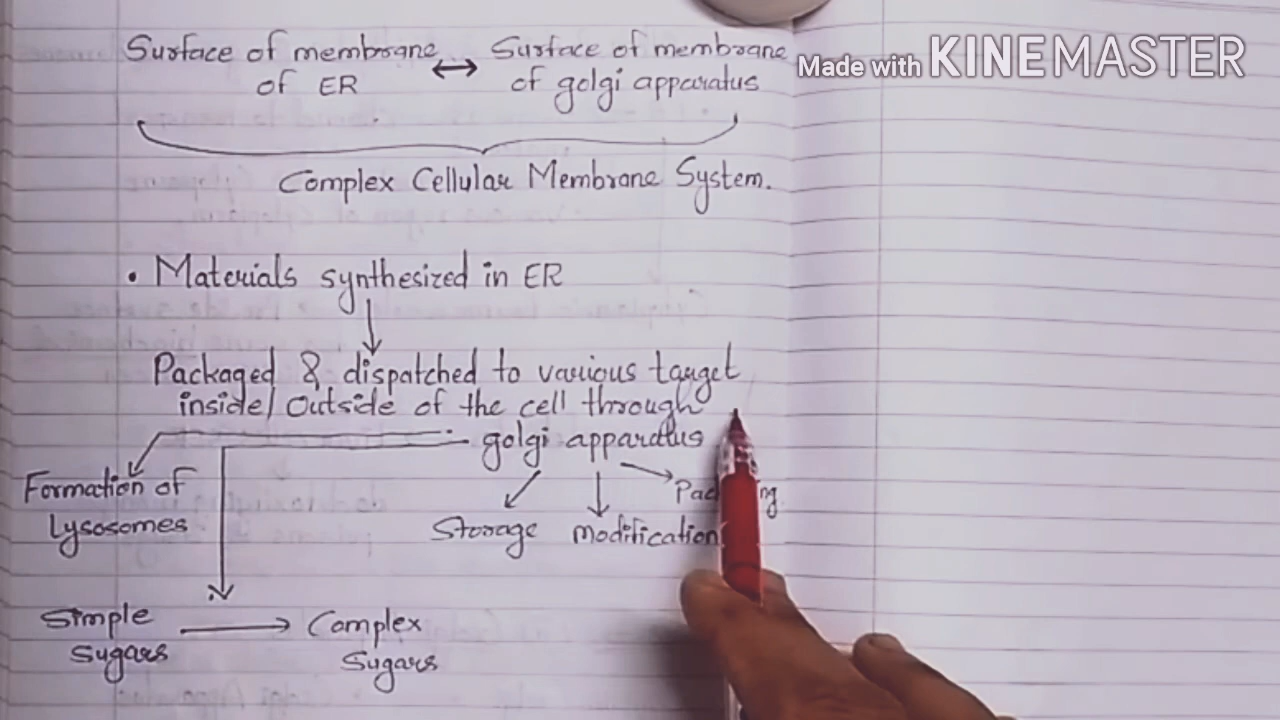 Surface of membrane ↔ Surface of membrane
of ER of golgi apparatus
Made with KINEMASTER
Complex Cellular Membrane System.
• Materials synthesized in ER
Packaged & dispatched to various target
inside/outside of the cell through
golgi apparatus
Formation of
Lysosomes
Storage modification
Simple → Complex
Sugars Sugars